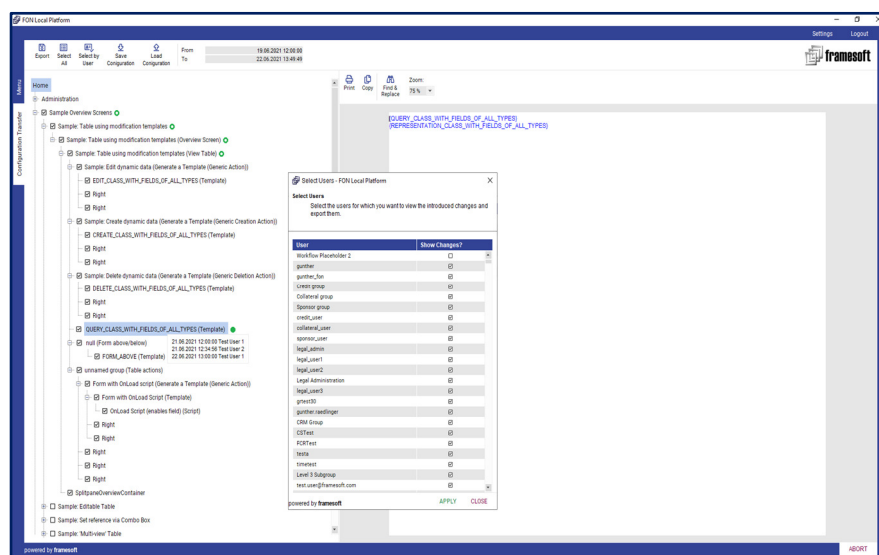 FON Local Platform
Settings Logout
Export
Select All
Select by User
Save Configuration
Load Configuration
From 19.06.2021 12:00:00
To 22.06.2021 13:49:49
framesoft
Menu
Configuration Transfer
Home
Administration
Sample Overview Screens
Sample: Table using modification templates
Sample: Table using modification templates (Overview Screen)
Sample: Table using modification templates (View Table)
Sample: Edit dynamic data (Generate a Template (Generic Action))
EDIT_CLASS_WITH_FIELDS_OF_ALL_TYPES (Template)
Right
Right
Sample: Create dynamic data (Generate a Template (Generic Creation Action))
CREATE_CLASS_WITH_FIELDS_OF_ALL_TYPES (Template)
Right
Right
Sample: Delete dynamic data (Generate a Template (Generic Deletion Action))
DELETE_CLASS_WITH_FIELDS_OF_ALL_TYPES (Template)
Right
Right
QUERY_CLASS_WITH_FIELDS_OF_ALL_TYPES (Template)
null (Form above/below)
FORM_ABOVE (Template)
21.06.2021 12:00:00 Test User 1
21.06.2021 12:34:56 Test User 2
22.06.2021 13:00:00 Test User 1
unnamed group (Table actions)
Form with OnLoad script (Generate a Template (Generic Action))
Form with OnLoad Script (Template)
OnLoad Script (enables field) (Script)
Right
Right
Right
Right
SplitpaneOverviewContainer
Sample: Editable Table
Sample: Set reference via Combo Box
Sample: 'Multi-view' Table
Print
Copy
Find & Replace
Zoom:
75 %
{QUERY_CLASS_WITH_FIELDS_OF_ALL_TYPES}
{REPRESENTATION_CLASS_WITH_FIELDS_OF_ALL_TYPES}
Select Users - FON Local Platform
Select Users
Select the users for which you want to view the introduced changes and
export them.
User Show Changes?
Workflow Placeholder 2
gunther
gunther_fon
Credit group
Collateral group
Sponsor group
credit_user
collateral_user
sponsor_user
legal_admin
legal_user1
legal_user2
Legal Administration
legal_user3
grtest30
gunther.raedlinger
CRM Group
CSTest
FCRTest
testa
timetest
Level 3 Subgroup
test.user@framesoft.com
powered by framesoft
APPLY CLOSE
powered by framesoft
ABORT